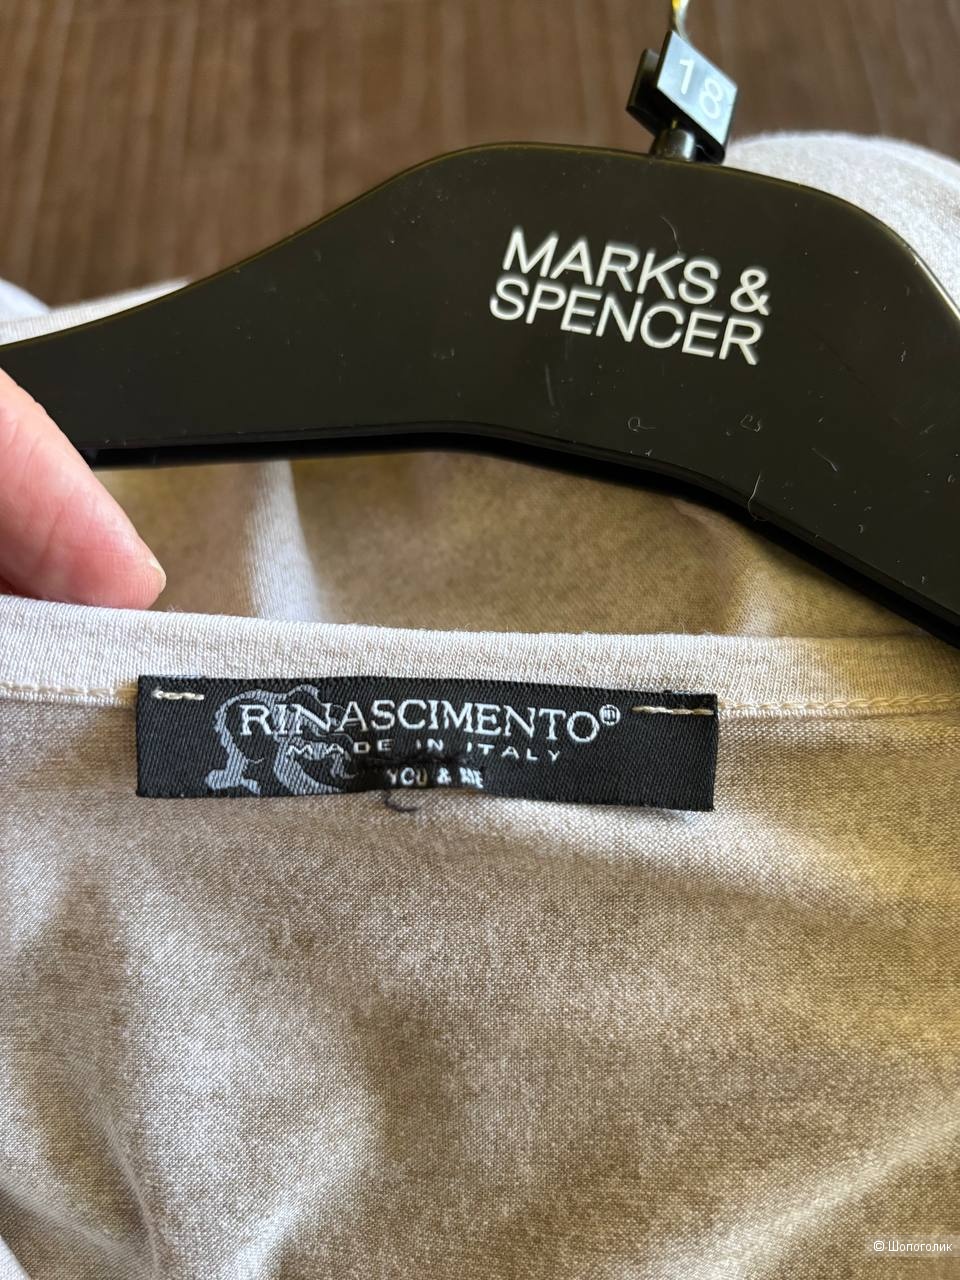 18
MARKS &
SPENCER
RINASCIMENTO®
MADE IN ITALY
YOU & ME
© Шопоголик